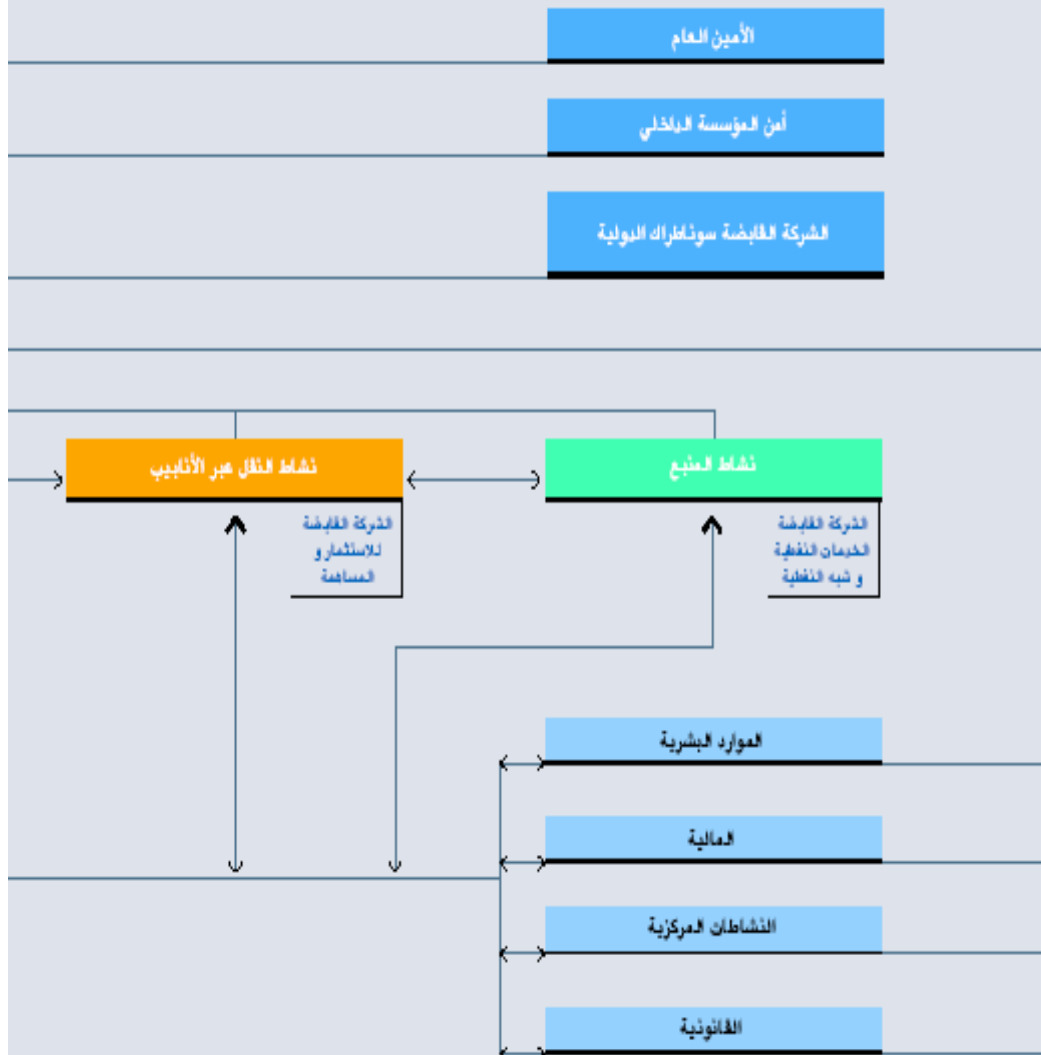 الأمين العام
أمن المؤسسة الداخلي
الشركة القابضة سوناطراك الدولية
نشاط المنبع
الشركة القابضة
الخدمات النفطية
و شبه النفطية
نشاط النقل عبر الأنابيب
الشركة القابضة
للاستثمار و
المساهمة
الموارد البشرية
المالية
النشاطات المركزية
القانونية